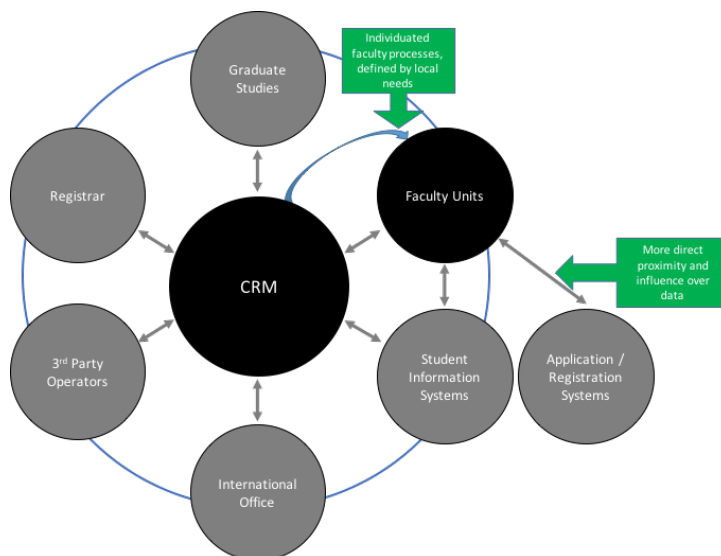 Individuated
faculty processes,
defined by local
needs
Graduate
Studies
Registrar
Faculty Units
CRM
More direct
proximity and
influence over
data
3rd Party
Operators
Student
Information
Systems
Application /
Registration
Systems
International
Office